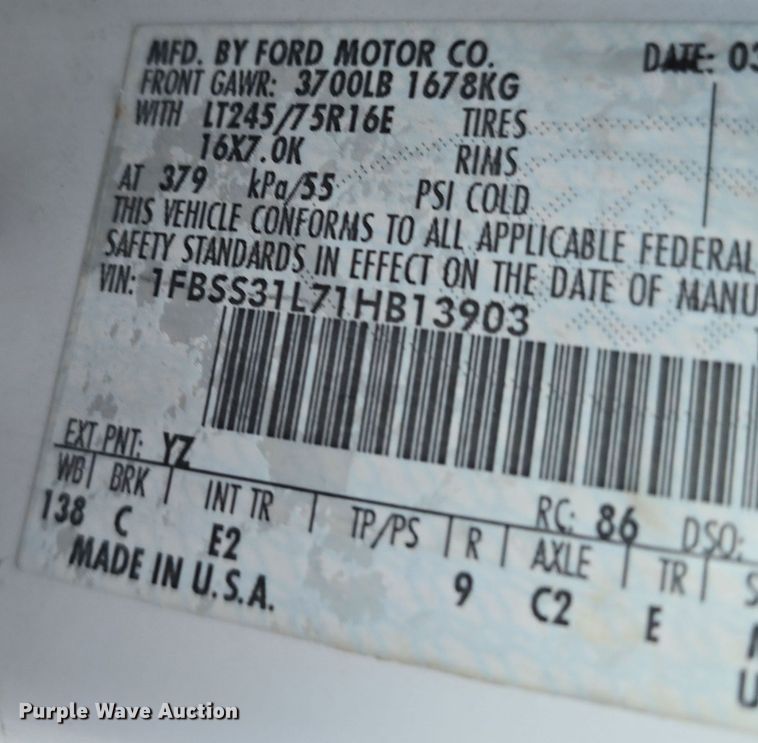 MFD. BY FORD MOTOR CO. DATE: 03
FRONT GAWR: 3700LB 1678KG
WITH LT245/75R16E TIRES
16X7.0K RIMS
AT 379 kPa/55 PSI COLD
THIS VEHICLE CONFORMS TO ALL APPLICABLE FEDERAL
SAFETY STANDARDS IN EFFECT ON THE DATE OF MANU
VIN: 1FBSS31L71HB13903
EXT PNT: YZ RC: 86 DSO:
WB BRK INT TR TP/PS R AXLE TR S
138 C E2 9 C2 E
MADE IN U.S.A.
Purple Wave Auction